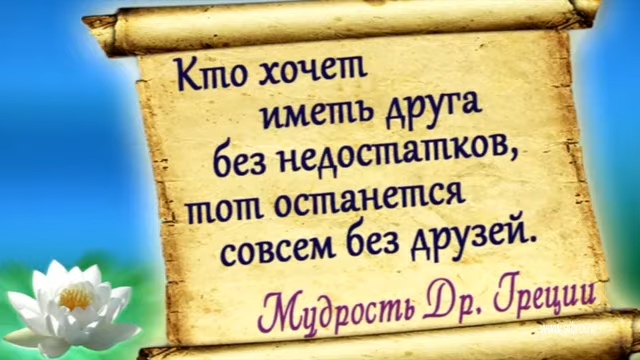 Кто хочет
иметь друга
без недостатков,
тот останется
совсем без друзей.
Мудрость Др. Греции